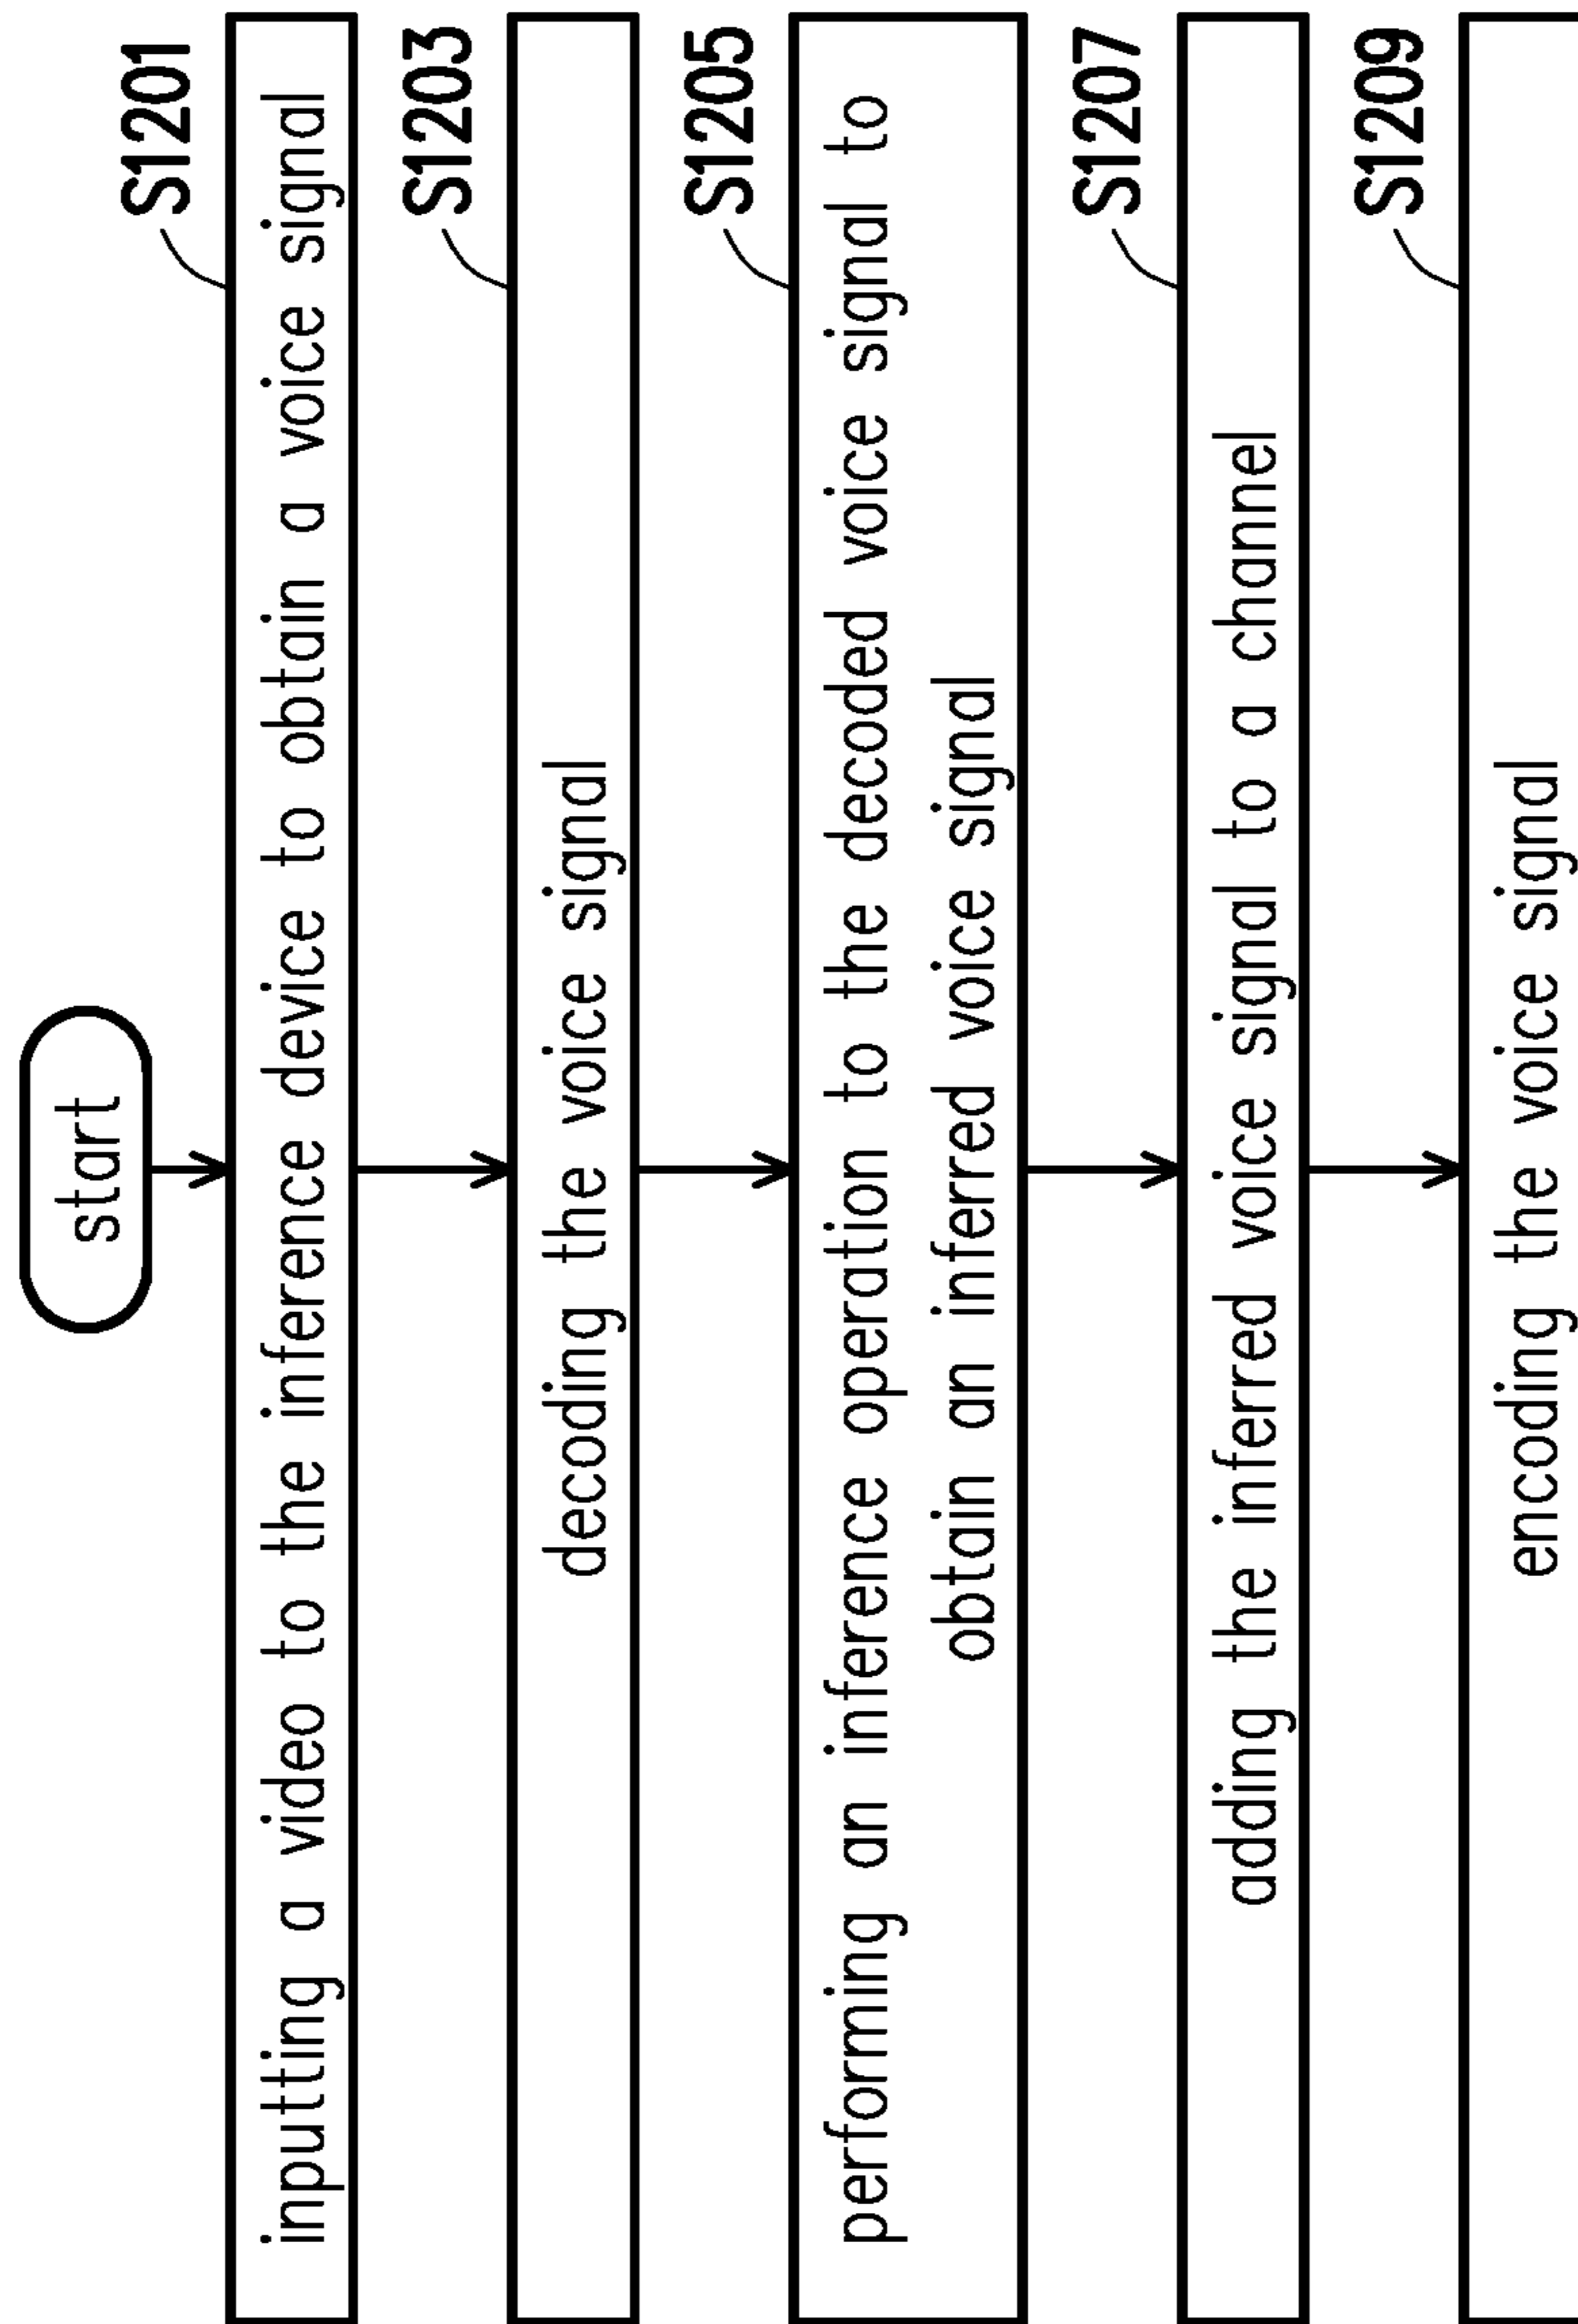 start
S1201
inputting a video to the inference device to obtain a voice signal
S1203
decoding the voice signal
S1205
performing an inference operation to the decoded voice signal to
obtain an inferred voice signal
S1207
adding the inferred voice signal to a channel
S1209
encoding the voice signal